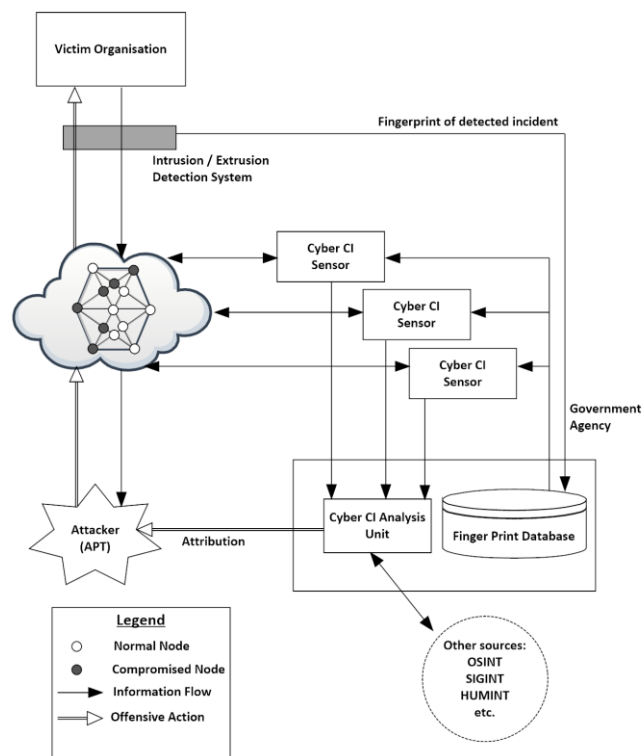 Victim Organisation
Fingerprint of detected incident
Intrusion / Extrusion
Detection System
Cyber CI
Sensor
Cyber CI
Sensor
Cyber CI
Sensor
Government
Agency
Attacker
(APT)
Attribution
Cyber CI Analysis
Unit
Finger Print Database
Legend
Normal Node
Compromised Node
Information Flow
Offensive Action
Other sources:
OSINT
SIGINT
HUMINT
etc.